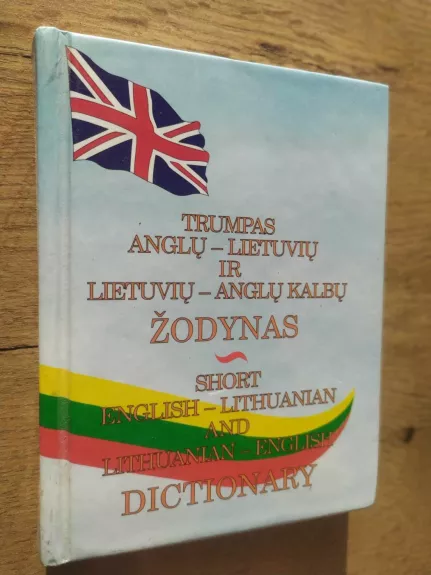 TRUMPAS
ANGLŲ – LIETUVIŲ
IR
LIETUVIŲ – ANGLŲ KALBŲ
ŽODYNAS
SHORT
ENGLISH – LITHUANIAN
AND
LITHUANIAN – ENGLISH
DICTIONARY